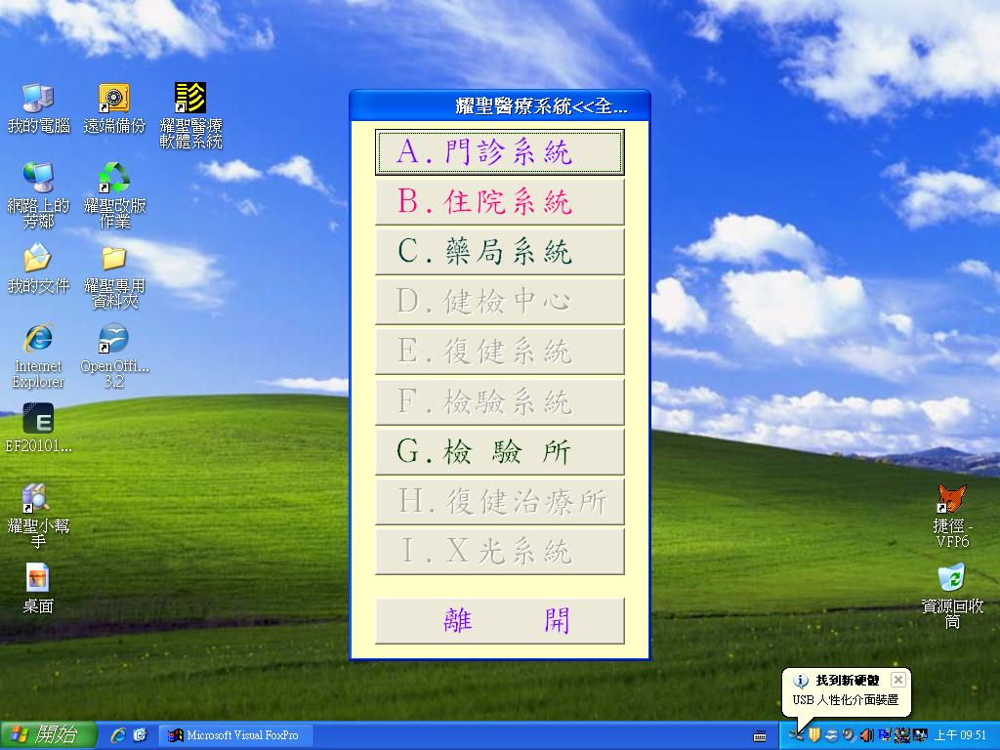 我的電腦
遠端備份
耀聖醫療
軟體系統
網路上的
芳鄰
耀聖改版
作業
我的文件
耀聖專用
資料夾
Internet
Explorer
OpenOffi...
3.2
E
EF20101...
耀聖小幫
手
桌面
診
耀聖醫療系統<<全...
A.門診系統
B.住院系統
C.藥局系統
D.健檢中心
E.復健系統
F.檢驗系統
G.檢 驗 所
H.復健治療所
I.X光系統
離 開
捷徑 -
VFP6
資源回收
筒
找到新硬體
USB 人性化介面裝置
開始
Microsoft Visual FoxPro
上午 09:51